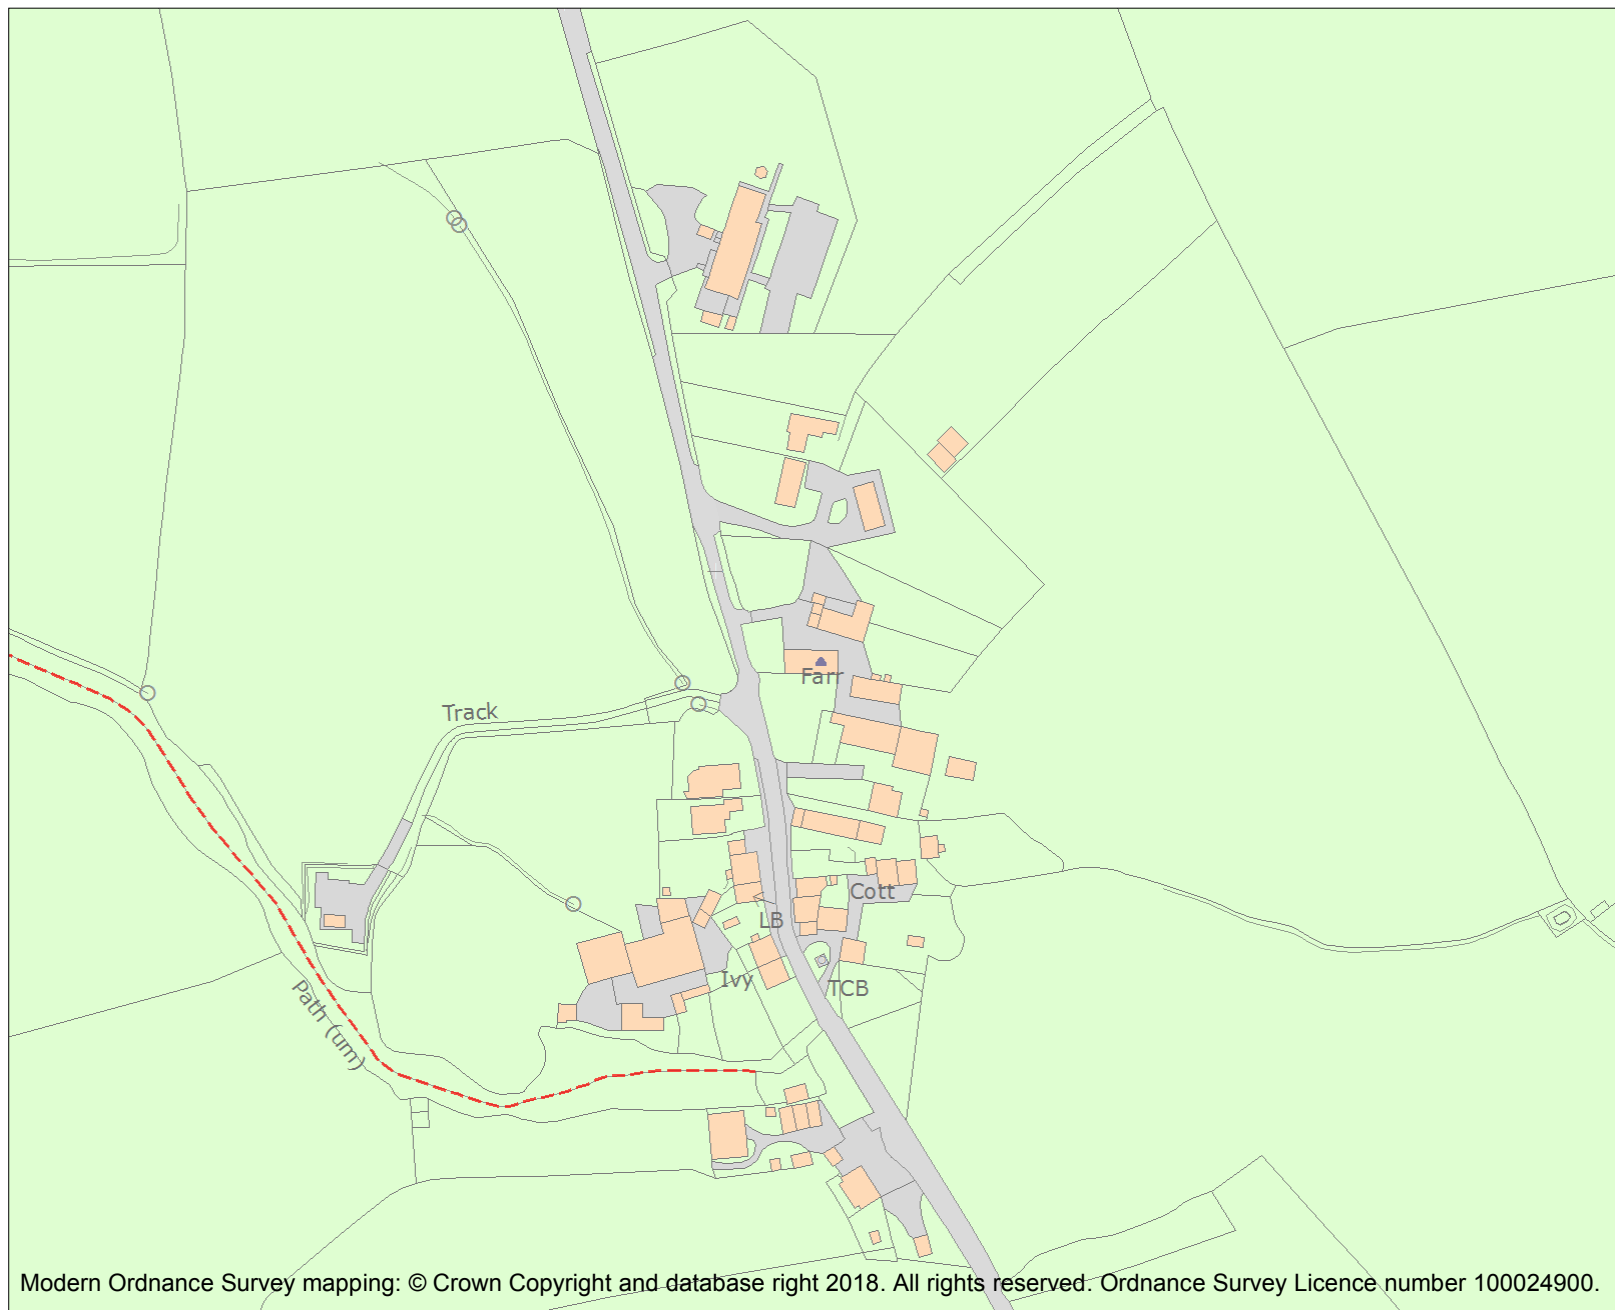 Farr
Track
Cott
LB
Ivy
TCB
Path (um)
Modern Ordnance Survey mapping: © Crown Copyright and database right 2018. All rights reserved. Ordnance Survey Licence number 100024900.